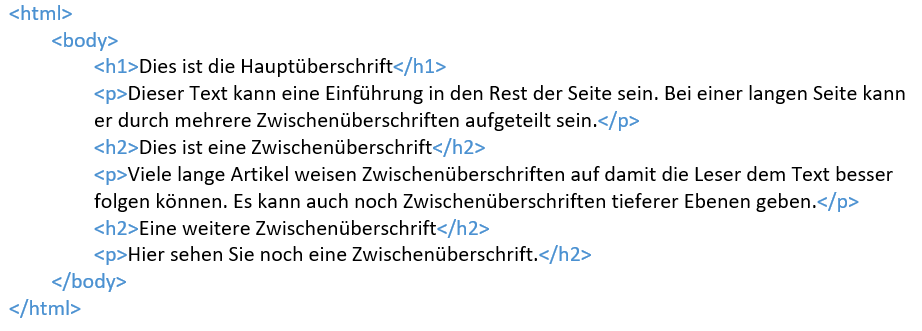 <html>
<body>
<h1>Dies ist die Hauptüberschrift</h1>
<p>Dieser Text kann eine Einführung in den Rest der Seite sein. Bei einer langen Seite kann
er durch mehrere Zwischenüberschriften aufgeteilt sein.</p>
<h2>Dies ist eine Zwischenüberschrift</h2>
<p>Viele lange Artikel weisen Zwischenüberschriften auf damit die Leser dem Text besser
folgen können. Es kann auch noch Zwischenüberschriften tieferer Ebenen geben.</p>
<h2>Eine weitere Zwischenüberschrift</h2>
<p>Hier sehen Sie noch eine Zwischenüberschrift.</h2>
</body>
</html>